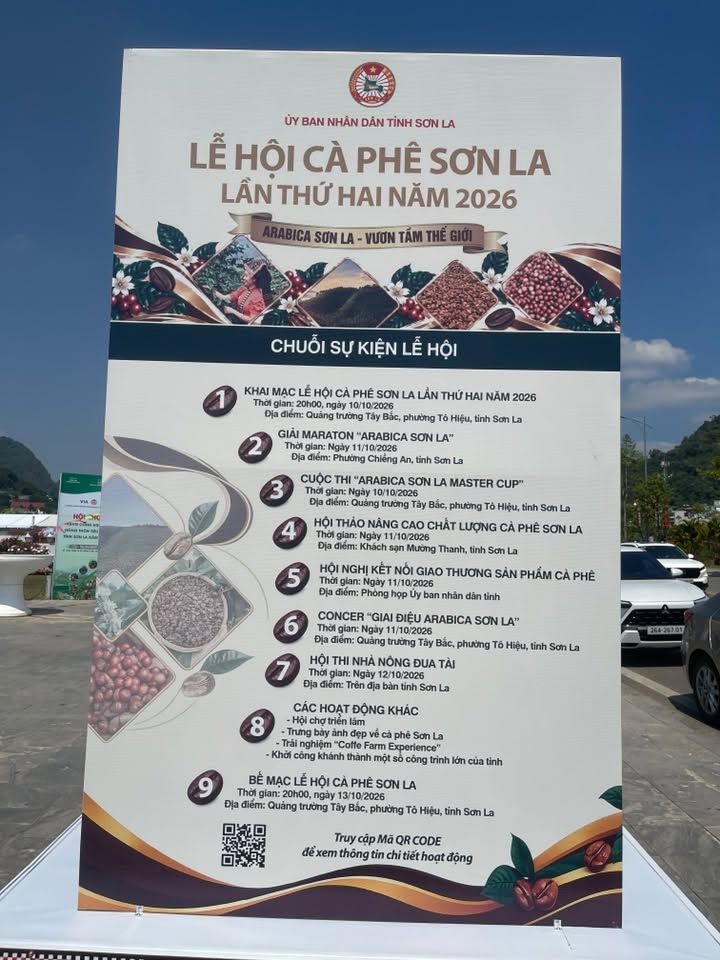 ỦY BAN NHÂN DÂN TỈNH SƠN LA
LỄ HỘI CÀ PHÊ SƠN LA
LẦN THỨ HAI NĂM 2026
ARABICA SƠN LA - VƯƠN TẦM THẾ GIỚI
CHUỖI SỰ KIỆN LỄ HỘI
1 KHAI MẠC LỄ HỘI CÀ PHÊ SƠN LA LẦN THỨ HAI NĂM 2026
Thời gian: 20h00, ngày 10/10/2026
Địa điểm: Quảng trường Tây Bắc, phường Tô Hiệu, tỉnh Sơn La
2 GIẢI MARATON "ARABICA SƠN LA"
Thời gian: Ngày 11/10/2026
Địa điểm: Phường Chiềng An, tỉnh Sơn La
3 CUỘC THI "ARABICA SƠN LA MASTER CUP"
Thời gian: Ngày 10/10/2026
Địa điểm: Quảng trường Tây Bắc, phường Tô Hiệu, tỉnh Sơn La
4 HỘI THẢO NÂNG CAO CHẤT LƯỢNG CÀ PHÊ SƠN LA
Thời gian: Ngày 11/10/2026
Địa điểm: Khách sạn Mường Thanh, tỉnh Sơn La
5 HỘI NGHỊ KẾT NỐI GIAO THƯƠNG SẢN PHẨM CÀ PHÊ
Thời gian: Ngày 11/10/2026
Địa điểm: Phòng họp Ủy ban nhân dân tỉnh
6 CONCER "GIAI ĐIỆU ARABICA SƠN LA"
Thời gian: Ngày 11/10/2026
Địa điểm: Quảng trường Tây Bắc, phường Tô Hiệu, tỉnh Sơn La
7 HỘI THI NHÀ NÔNG ĐUA TÀI
Thời gian: Ngày 12/10/2026
Địa điểm: Trên địa bàn tỉnh Sơn La
8 CÁC HOẠT ĐỘNG KHÁC
- Hội chợ triển lãm
- Trưng bày ảnh đẹp về cà phê Sơn La
- Trải nghiệm "Coffe Farm Experience"
- Khởi công khánh thành một số công trình lớn của tỉnh
9 BẾ MẠC LỄ HỘI CÀ PHÊ SƠN LA
Thời gian: 20h00, ngày 13/10/2026
Địa điểm: Quảng trường Tây Bắc, phường Tô Hiệu, tỉnh Sơn La
Truy cập Mã QR CODE
để xem thông tin chi tiết hoạt động